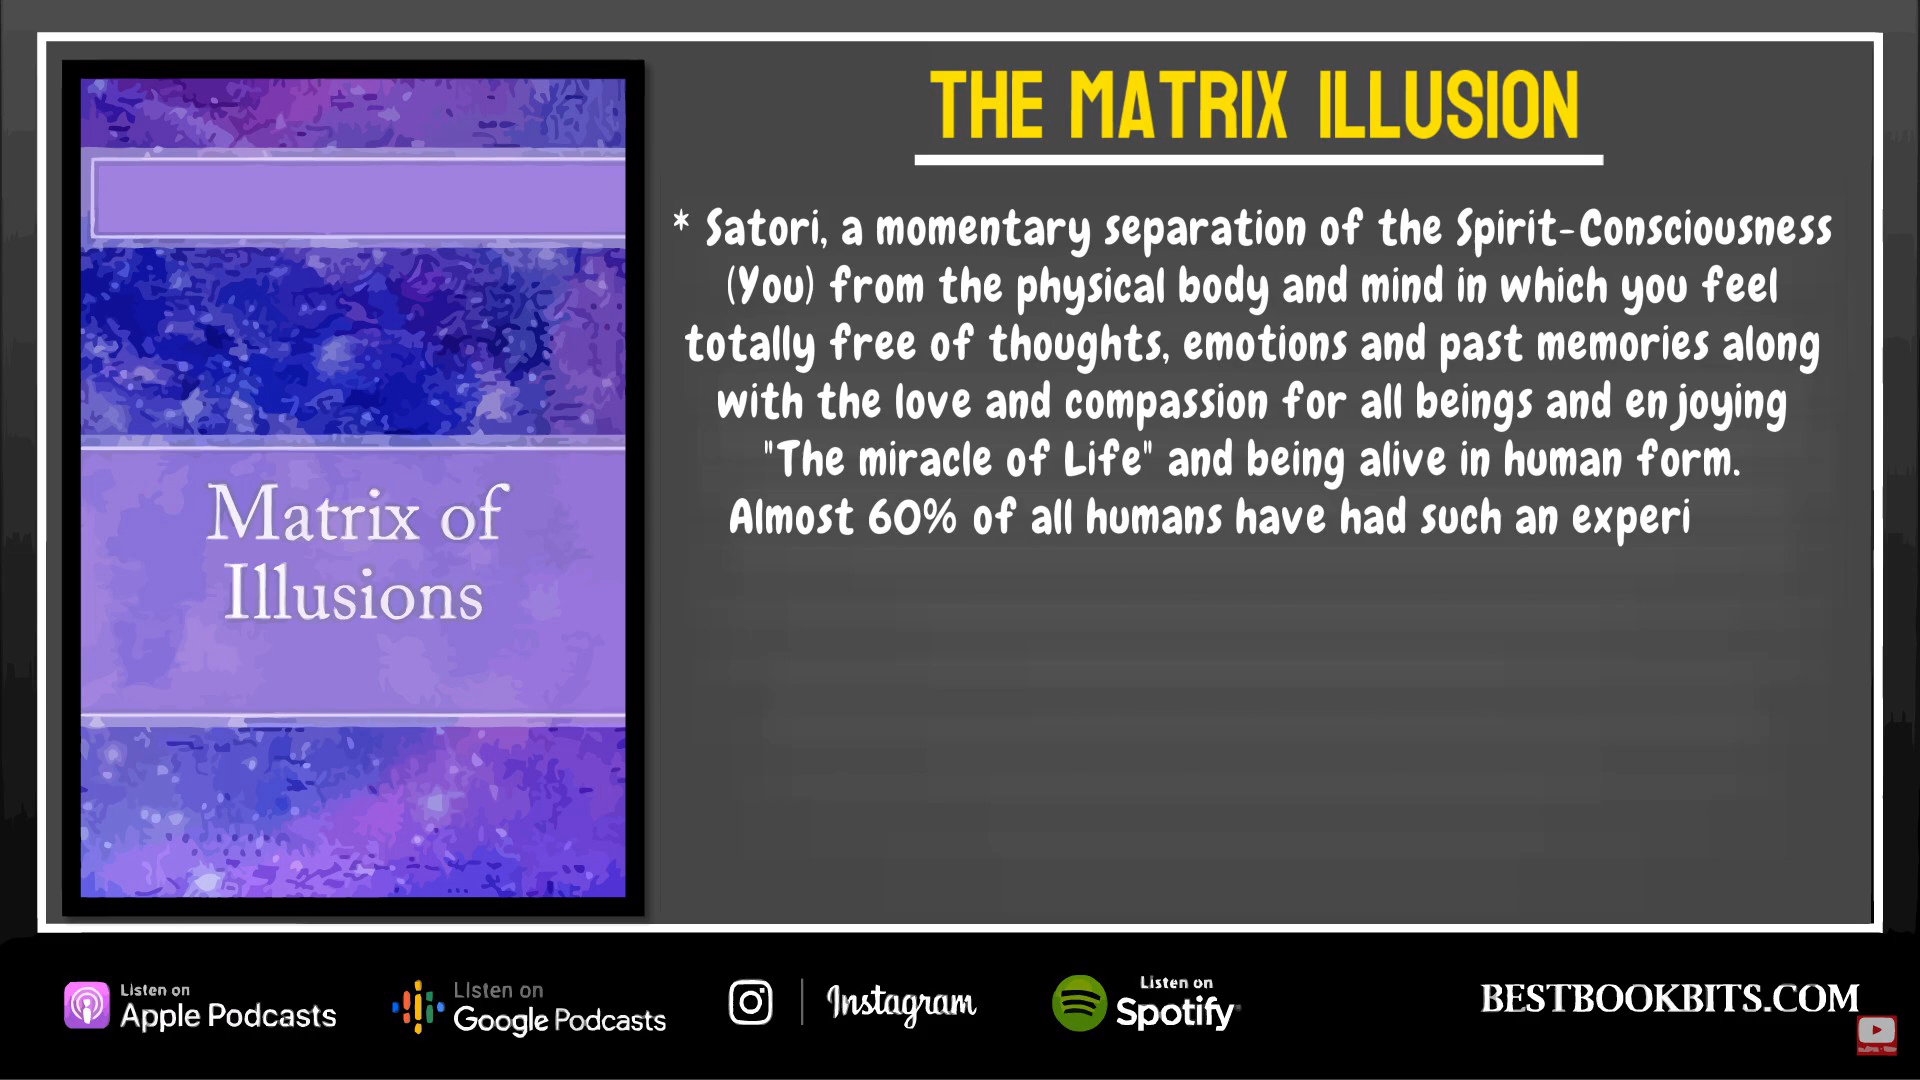 THE MATRIX ILLUSION
* Satori, a momentary separation of the Spirit-Consciousness
(You) from the physical body and mind in which you feel
totally free of thoughts, emotions and past memories along
with the love and compassion for all beings and enjoying
"The miracle of Life" and being alive in human form.
Almost 60% of all humans have had such an experi
Matrix of
Illusions
Listen on
Apple Podcasts
Listen on
Google Podcasts
Instagram
Listen on
Spotify
BESTBOOKBITS.COM